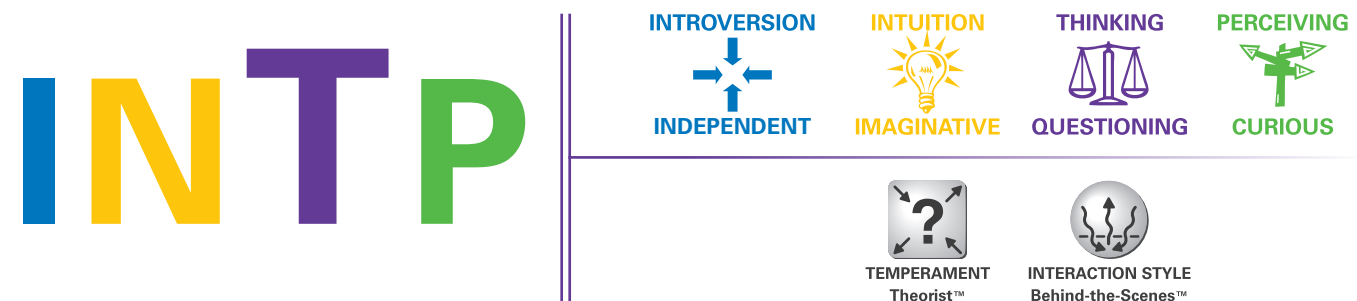 INTP
INTROVERSION
INDEPENDENT
INTUITION
IMAGINATIVE
THINKING
QUESTIONING
PERCEIVING
CURIOUS
?
TEMPERAMENT
Theorist™
INTERACTION STYLE
Behind-the-Scenes™